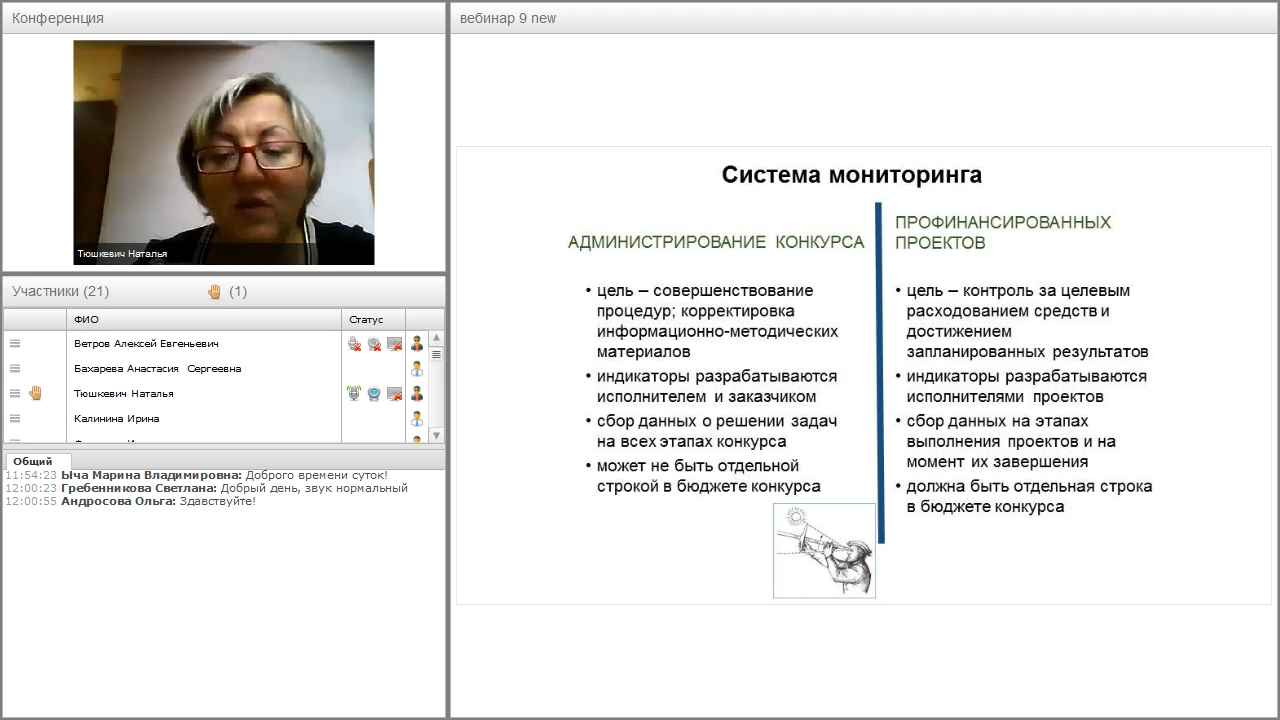 Конференция
Тюшкевич Наталья
Участники (21)
(1)
ФИО
Статус
Ветров Алексей Евгеньевич
Бахарева Анастасия Сергеевна
Тюшкевич Наталья
Калинина Ирина
Общий
11:54:23 Ыча Марина Владимировна: Доброго времени суток!
12:00:23 Гребенникова Светлана: Добрый день, звук нормальный
12:00:55 Андросова Ольга: Здавствуйте!
вебинар 9 new
Система мониторинга
АДМИНИСТРИРОВАНИЕ КОНКУРСА
• цель – совершенствование
процедур; корректировка
информационно-методических
материалов
• индикаторы разрабатываются
исполнителем и заказчиком
• сбор данных о решении задач
на всех этапах конкурса
• может не быть отдельной
строкой в бюджете конкурса
ПРОФИНАНСИРОВАННЫХ
ПРОЕКТОВ
• цель – контроль за целевым
расходованием средств и
достижением
запланированных результатов
• индикаторы разрабатываются
исполнителями проектов
• сбор данных на этапах
выполнения проектов и на
момент их завершения
• должна быть отдельная строка
в бюджете конкурса